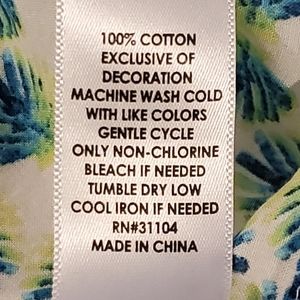 100% COTTON
EXCLUSIVE OF
DECORATION
MACHINE WASH COLD
WITH LIKE COLORS
GENTLE CYCLE
ONLY NON-CHLORINE
BLEACH IF NEEDED
TUMBLE DRY LOW
COOL IRON IF NEEDED
RN#31104
MADE IN CHINA